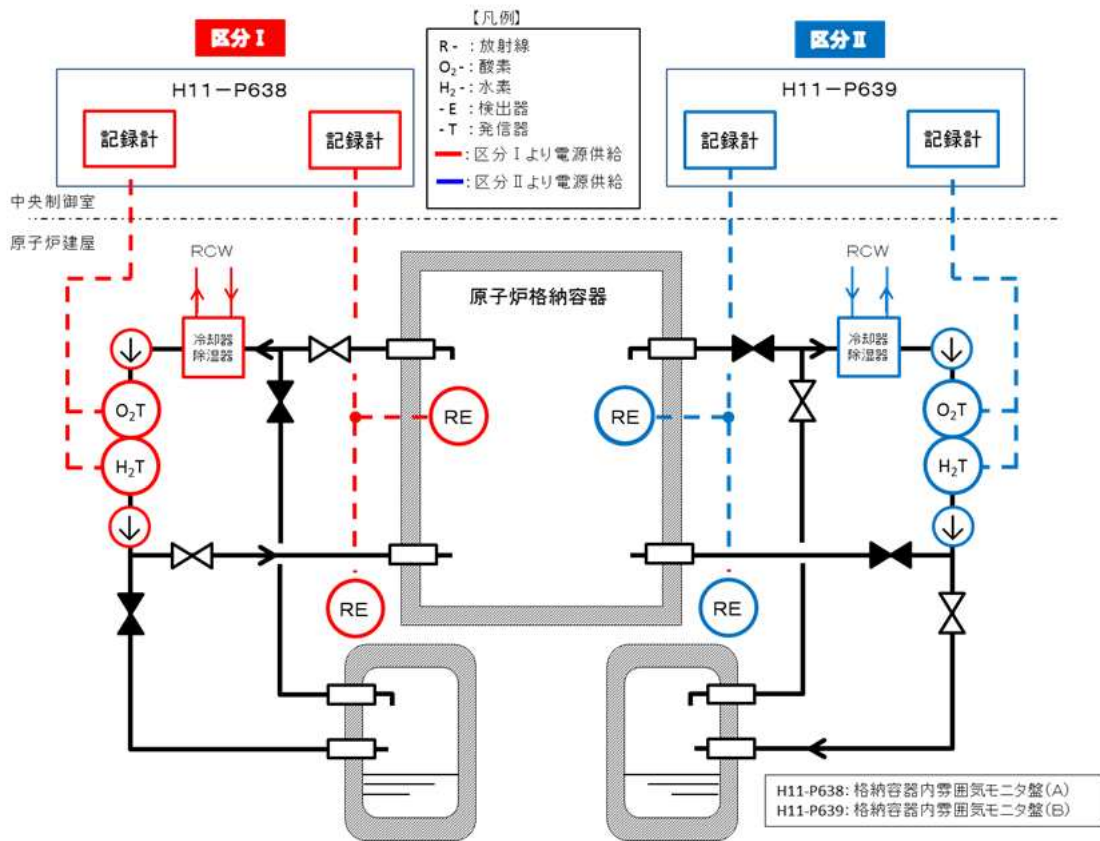 区分Ⅰ
H11-P638
記録計
記録計
【凡例】
R- : 放射線
O₂- : 酸素
H₂- : 水素
-E : 検出器
-T : 発信器
: 区分Ⅰより電源供給
: 区分Ⅱより電源供給
区分Ⅱ
H11-P639
記録計
記録計
中央制御室
原子炉建屋
RCW
冷却器
除湿器
O₂T
H₂T
RE
RE
原子炉格納容器
RE
RE
RCW
冷却器
除湿器
O₂T
H₂T
H11-P638: 格納容器内雰囲気モニタ盤(A)
H11-P639: 格納容器内雰囲気モニタ盤(B)